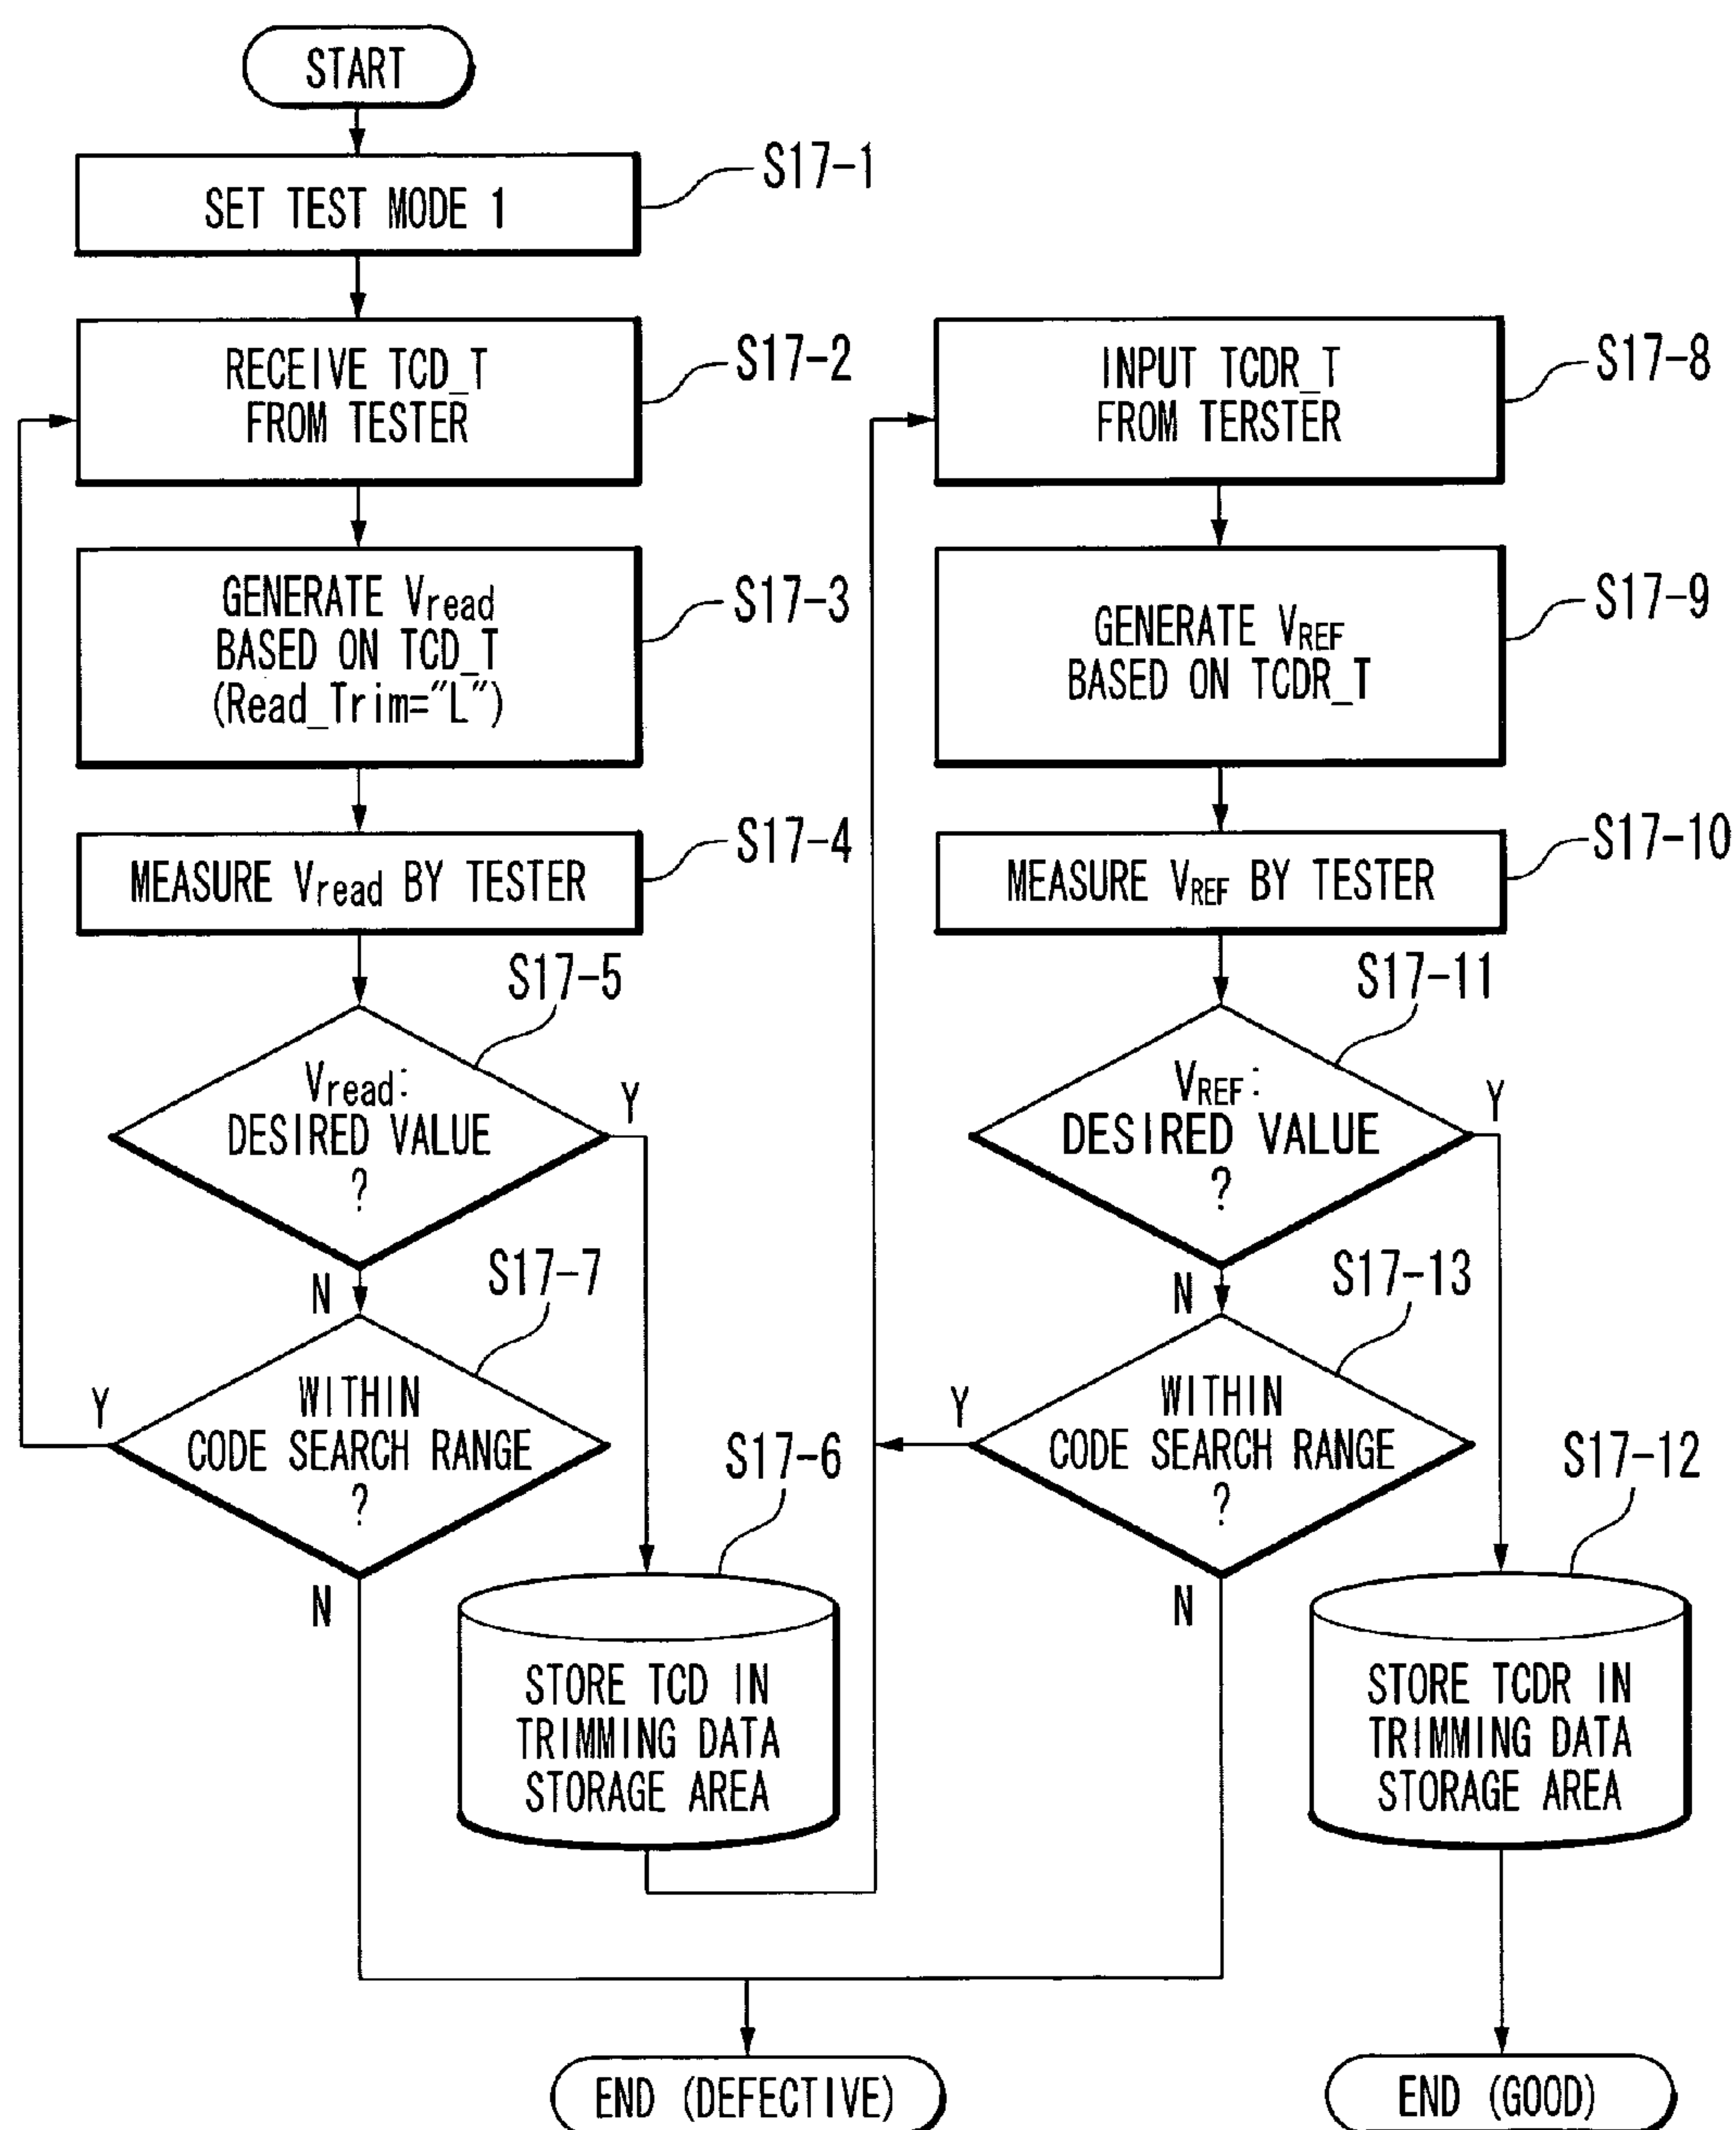 START
SET TEST MODE 1
S17-1
RECEIVE TCD_T
FROM TESTER
S17-2
GENERATE Vread
BASED ON TCD_T
(Read_Trim="L")
S17-3
MEASURE Vread BY TESTER
S17-4
S17-5
Vread:
DESIRED VALUE
?
Y
N
S17-7
WITHIN
CODE SEARCH RANGE
?
Y
N
S17-6
STORE TCD IN
TRIMMING DATA
STORAGE AREA
INPUT TCDR_T
FROM TERSTER
S17-8
GENERATE VREF
BASED ON TCDR_T
S17-9
MEASURE VREF BY TESTER
S17-10
S17-11
VREF:
DESIRED VALUE
?
Y
N
S17-13
WITHIN
CODE SEARCH RANGE
?
Y
N
S17-12
STORE TCDR IN
TRIMMING DATA
STORAGE AREA
END (DEFECTIVE)
END (GOOD)